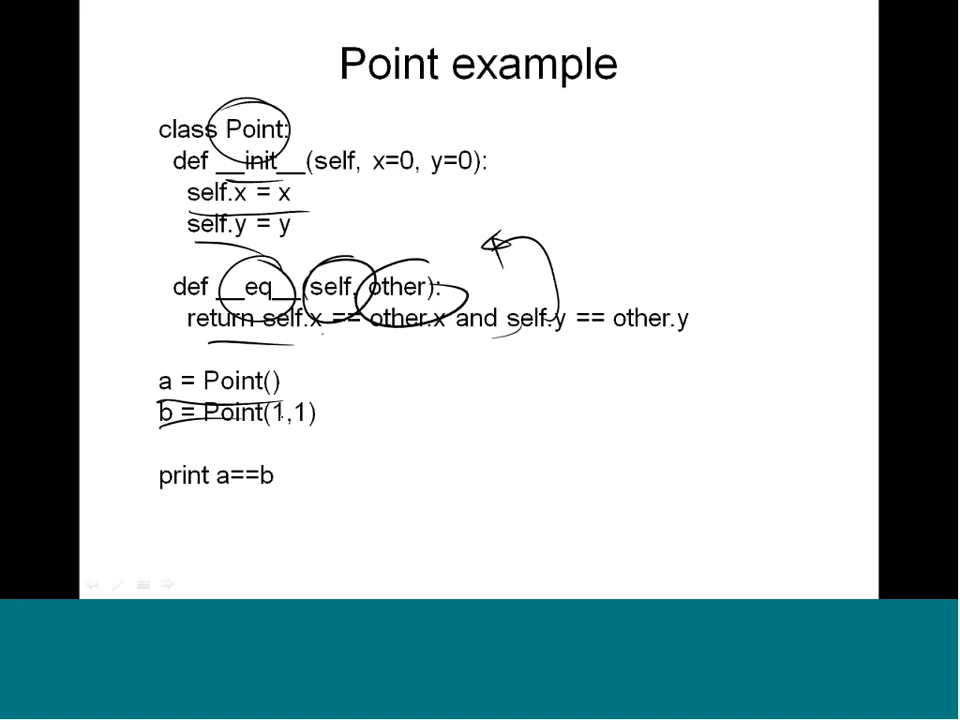 Point example
class Point:
def __init__(self, x=0, y=0):
self.x = x
self.y = y
def __eq__(self, other):
return self.x == other.x and self.y == other.y
a = Point()
b = Point(1,1)
print a==b